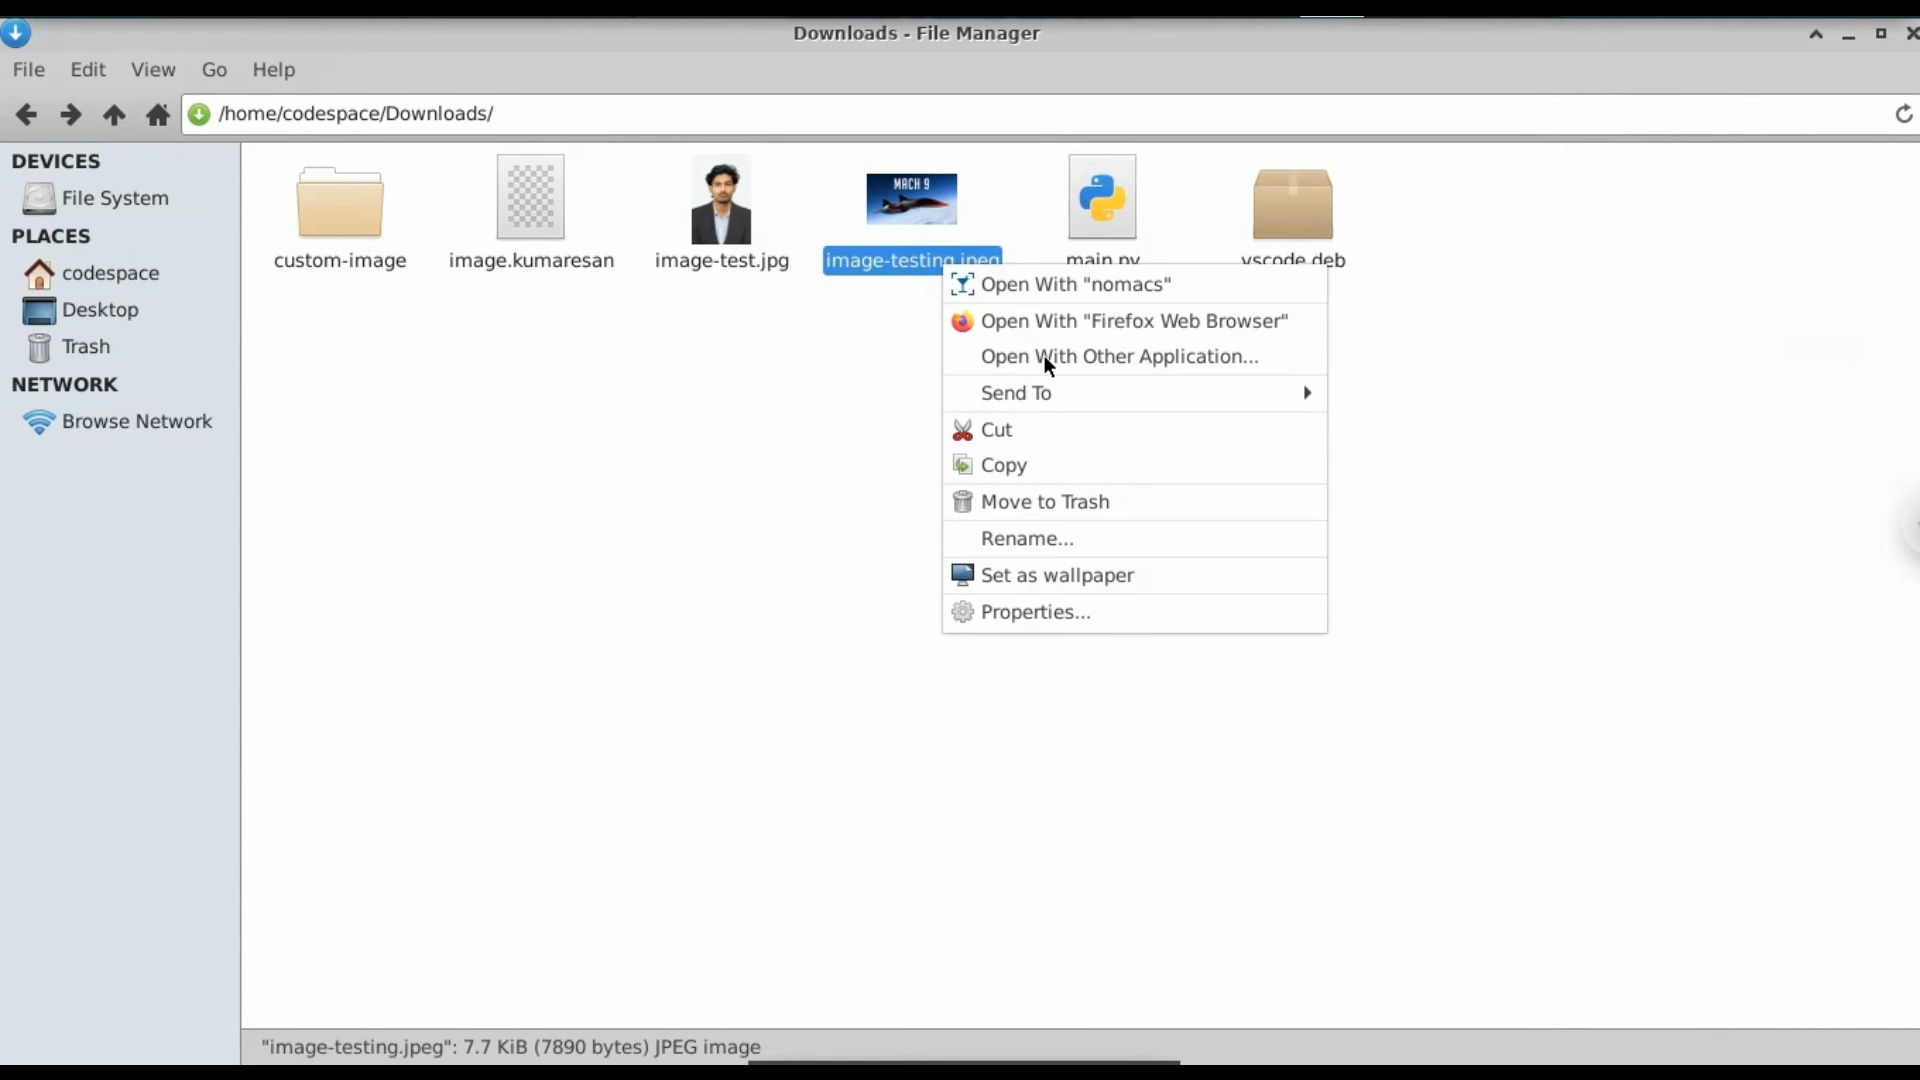 Downloads - File Manager
File Edit View Go Help
/home/codespace/Downloads/
DEVICES
File System
PLACES
codespace
Desktop
Trash
NETWORK
Browse Network
MACH 9
custom-image image.kumaresan image-test.jpg image-testing.jpeg main.py vscode.deb
Open With "nomacs"
Open With "Firefox Web Browser"
Open With Other Application...
Send To
Cut
Copy
Move to Trash
Rename...
Set as wallpaper
Properties...
"image-testing.jpeg": 7.7 KiB (7890 bytes) JPEG image